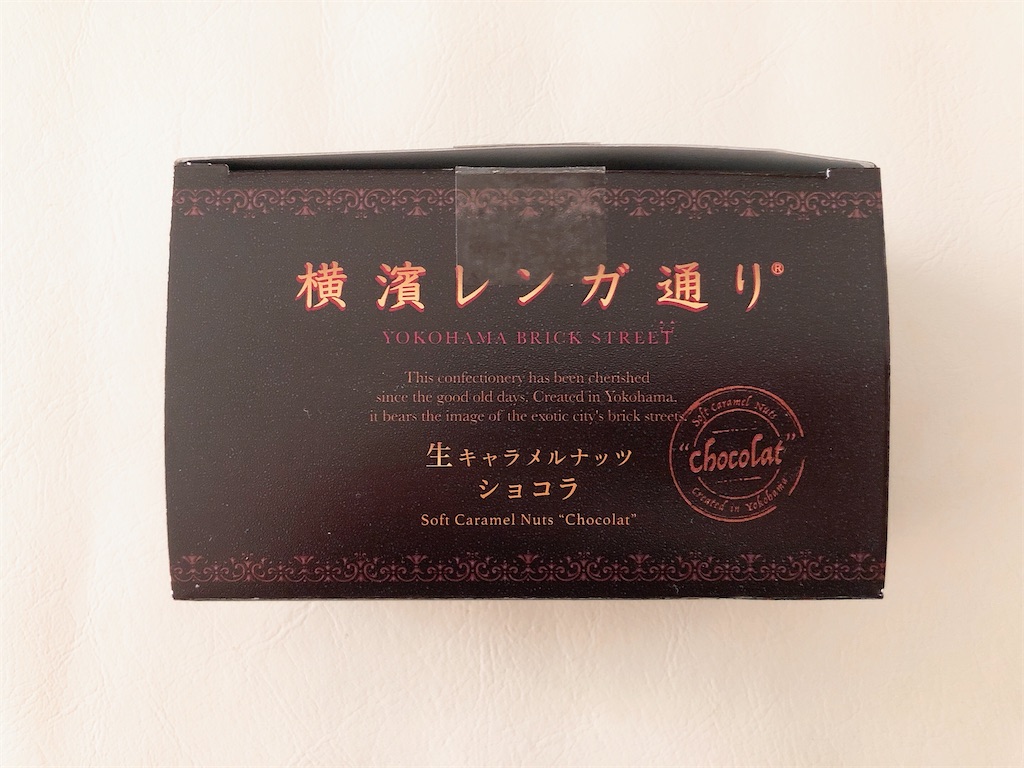 横濱レンガ通り®
YOKOHAMA BRICK STREET
This confectionery has been cherished
since the good old days. Created in Yokohama,
it bears the image of the exotic city's brick streets.
生キャラメルナッツ
ショコラ
Soft Caramel Nuts “Chocolat”
Soft Caramel Nuts
“chocolat”
Created in Yokohama